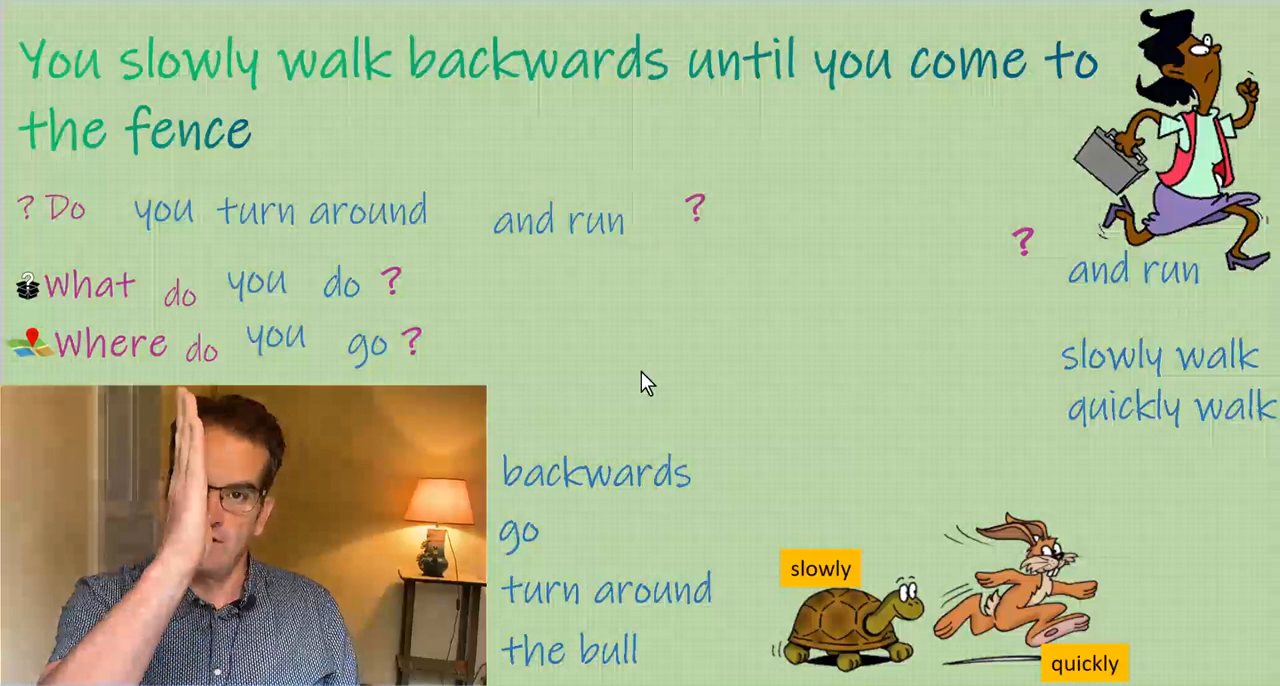 You slowly walk backwards until you come to
the fence
? Do you turn around and run ?
?
and run
? What do you do ?
Where do you go ?
slowly walk
quickly walk
backwards
go
turn around
the bull
slowly
quickly